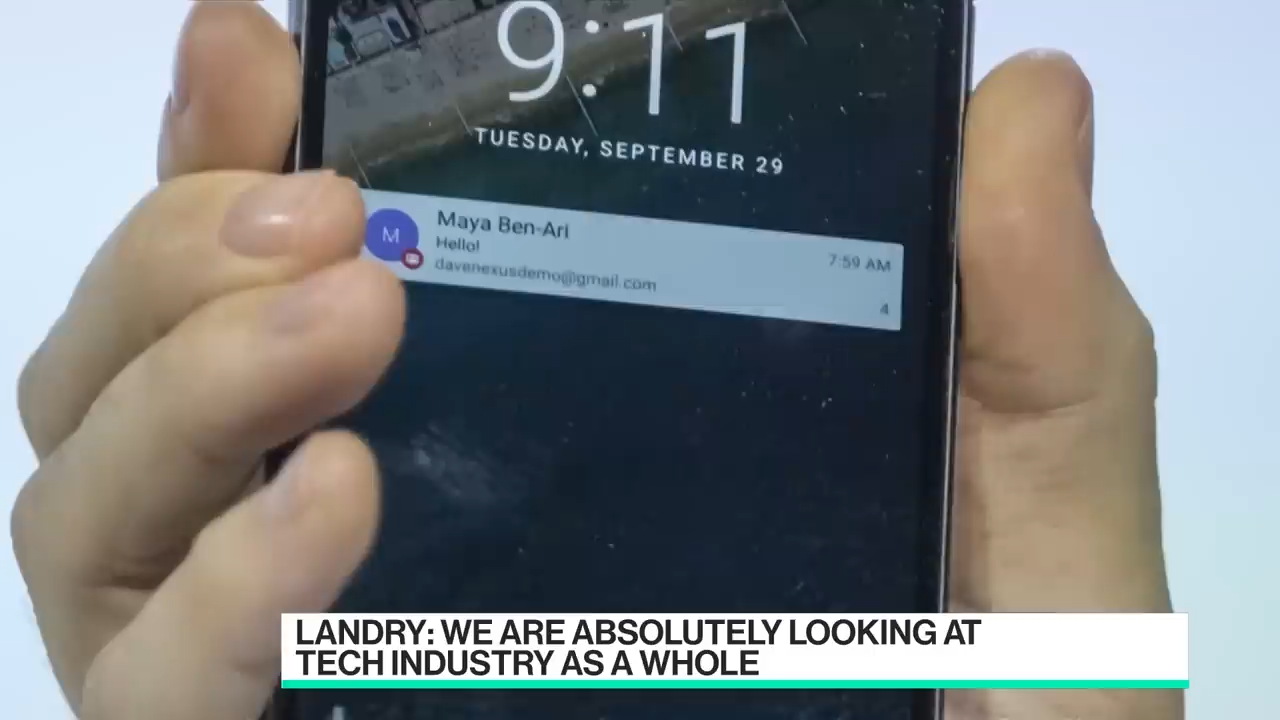 9:11
TUESDAY, SEPTEMBER 29
M
Maya Ben-Ari
Hello!
7:59 AM
davenexusdemo@gmail.com
4
LANDRY: WE ARE ABSOLUTELY LOOKING AT
TECH INDUSTRY AS A WHOLE